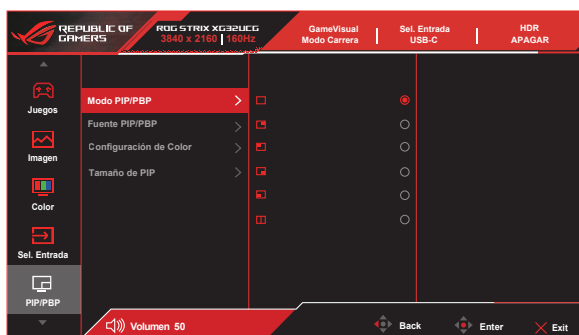 REPUBLIC OF GAMERS
ROG STRIX XG32UCG
3840 x 2160 160Hz
GameVisual
Modo Carrera
Sel. Entrada
USB-C
HDR
APAGAR
Juegos
Imagen
Color
Sel. Entrada
PIP/PBP
Modo PIP/PBP
Fuente PIP/PBP
Configuración de Color
Tamaño de PIP
Volumen 50
Back
Enter
Exit